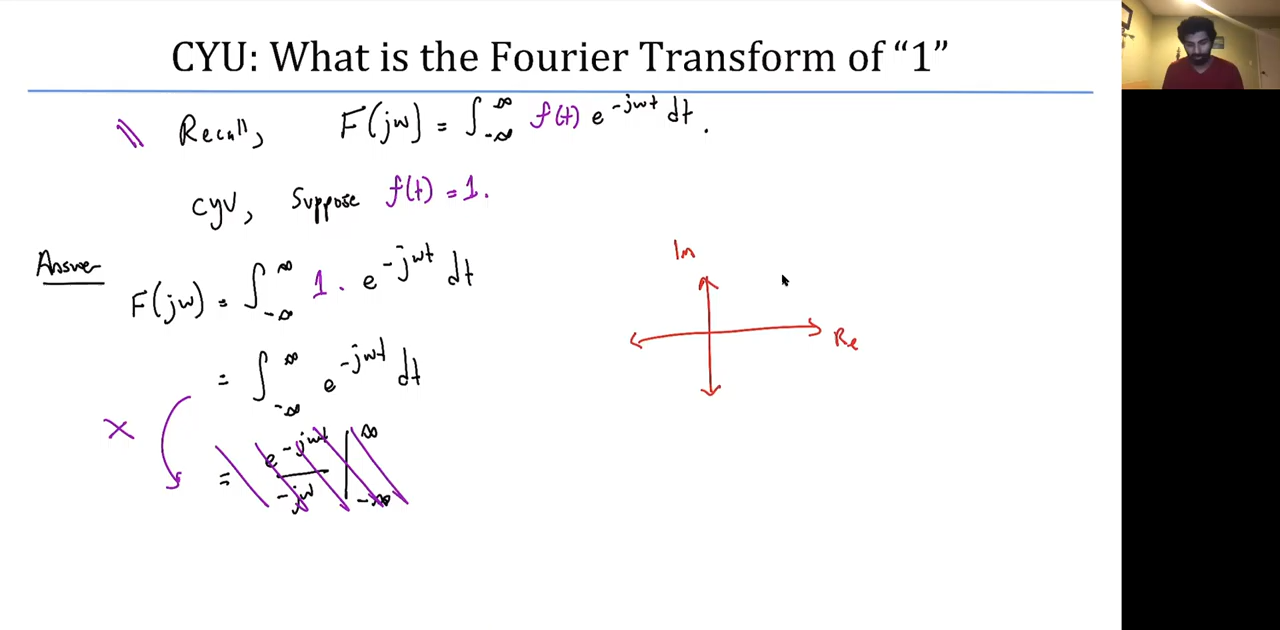 CYU: What is the Fourier Transform of “1”
Recall, F(jw) = ∫_{-∞}^{∞} f(t) e^{-jwt} dt.
CYU, Suppose f(t) = 1.
Answer
F(jw) = ∫_{-∞}^{∞} 1 · e^{-jwt} dt
= ∫_{-∞}^{∞} e^{-jwt} dt
X
= e^{-jwt} / -jw |_{-∞}^{∞}
Im
Re